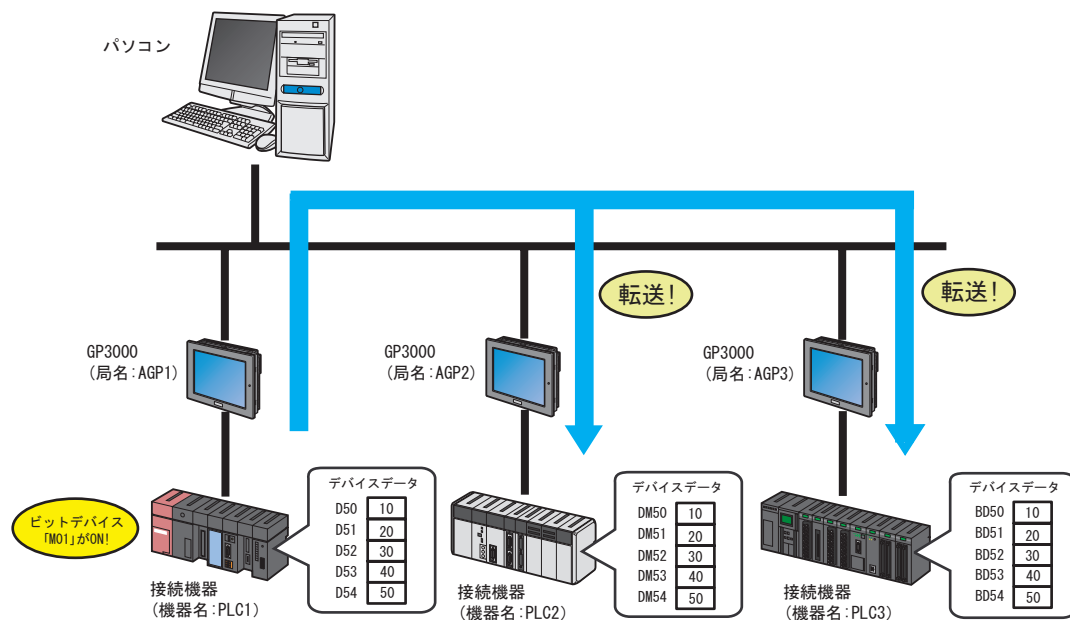 パソコン
転送!
転送!
GP3000
(局名:AGP1)
GP3000
(局名:AGP2)
GP3000
(局名:AGP3)
ビットデバイス
「M01」がON!
デバイスデータ
D50 10
D51 20
D52 30
D53 40
D54 50
接続機器
(機器名:PLC1)
デバイスデータ
DM50 10
DM51 20
DM52 30
DM53 40
DM54 50
接続機器
(機器名:PLC2)
デバイスデータ
BD50 10
BD51 20
BD52 30
BD53 40
BD54 50
接続機器
(機器名:PLC3)